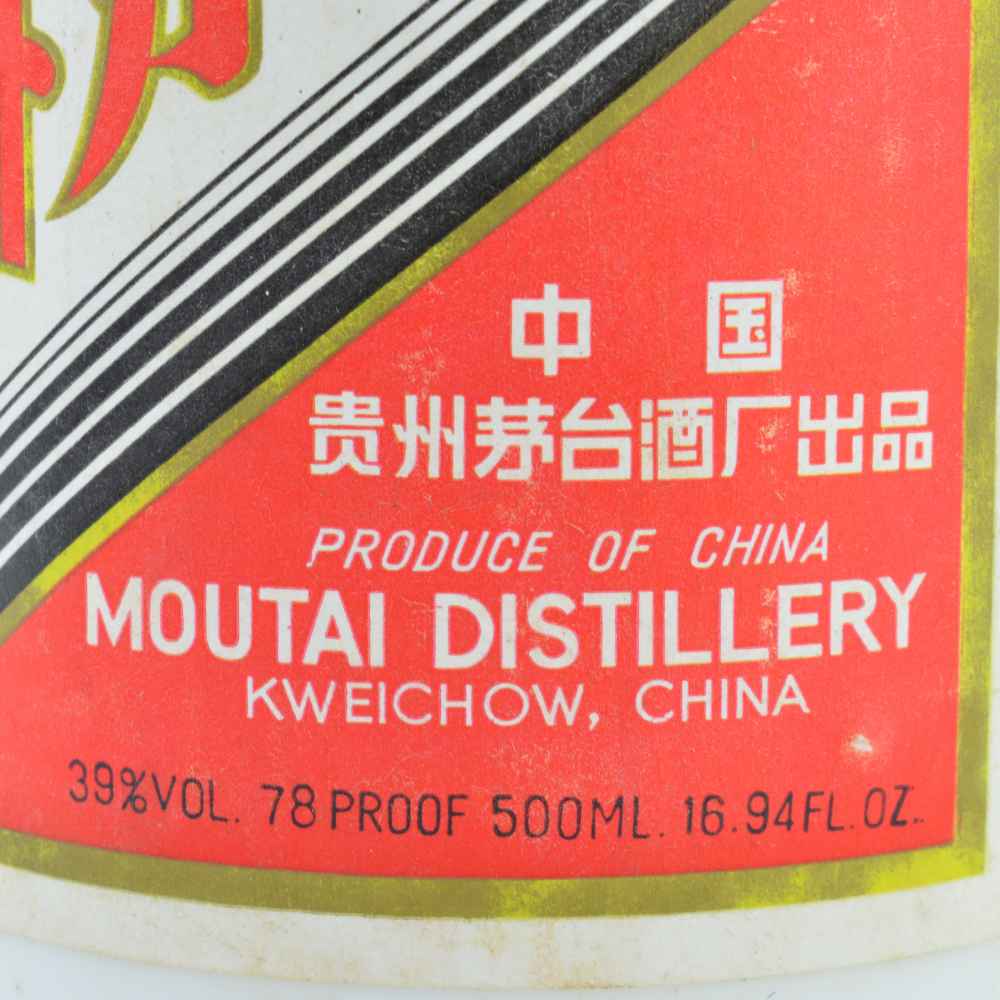 中 国
贵州茅台酒厂出品
PRODUCE OF CHINA
MOUTAI DISTILLERY
KWEICHOW, CHINA
39%VOL. 78 PROOF 500ML. 16.94FL. OZ.